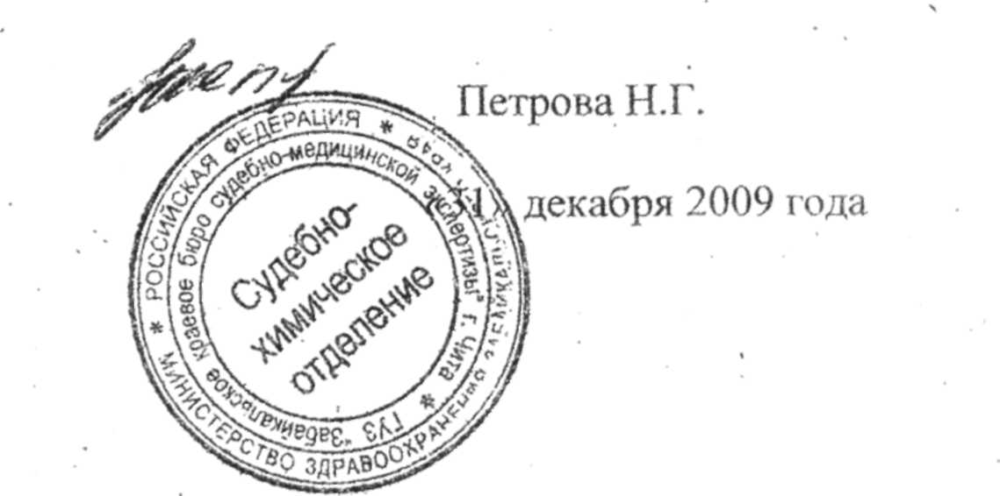 Петрова Н.Г.
декабря 2009 года
* РОССИЙСКАЯ ФЕДЕРАЦИЯ *
МИНИСТЕРСТВО ЗДРАВООХРАНЕНИЯ Забайкальского края
ГУЗ "Забайкальское краевое бюро судебно-медицинской экспертизы" г. Чита *
Судебно-
химическое
отделение